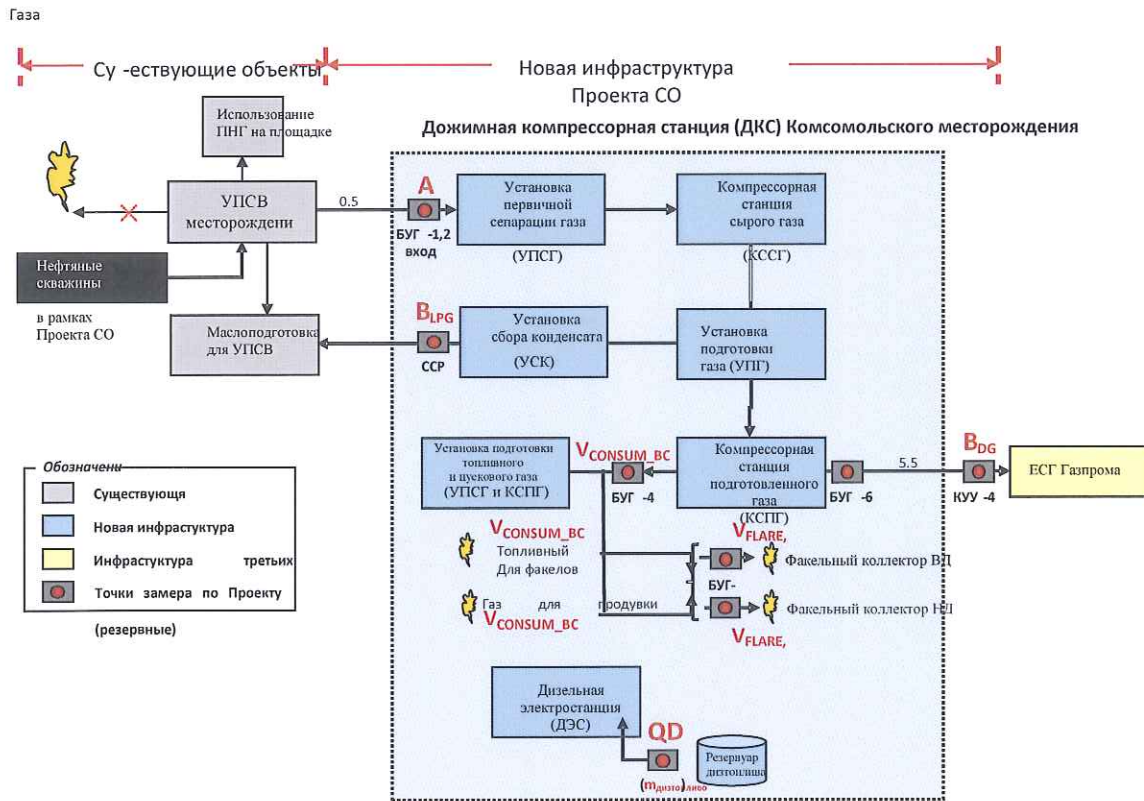 Газа
Су -ествующие объекты
Новая инфраструктура
Проекта СО
Использование
ПНГ на площадке
Дожимная компрессорная станция (ДКС) Комсомольского месторождения
УПСВ
месторождени
0.5
A
БУГ -1,2
вход
Установка
первичной
сепарации газа
(УПСГ)
Компрессорная
станция
сырого газа
(КССГ)
Нефтяные
скважины
в рамках
Проекта СО
Маслоподготовка
для УПСВ
BLPG
ССР
Установка
сбора конденсата
(УСК)
Установка
подготовки
газа (УПГ)
Обозначени
Существующя
Новая инфрастуктура
Инфрастуктура третьих
Точки замера по Проекту
(резервные)
Установка подготовки
топливного
и пускового газа
(УПСГ и КСПГ)
VCONSUM_BC
БУГ -4
Компрессорная
станция
подготовленного
газа
(КСПГ)
БУГ -6
5.5
BDG
КУУ -4
ЕСГ Газпрома
VCONSUM_BC
Топливный
Для факелов
VFLARE,
Факельный коллектор ВД
БУГ-
Газ для продувки
VCONSUM_BC
Факельный коллектор НД
VFLARE,
Дизельная
электростанция
(ДЭС)
QD
(mдизтопливо)
Резервуар